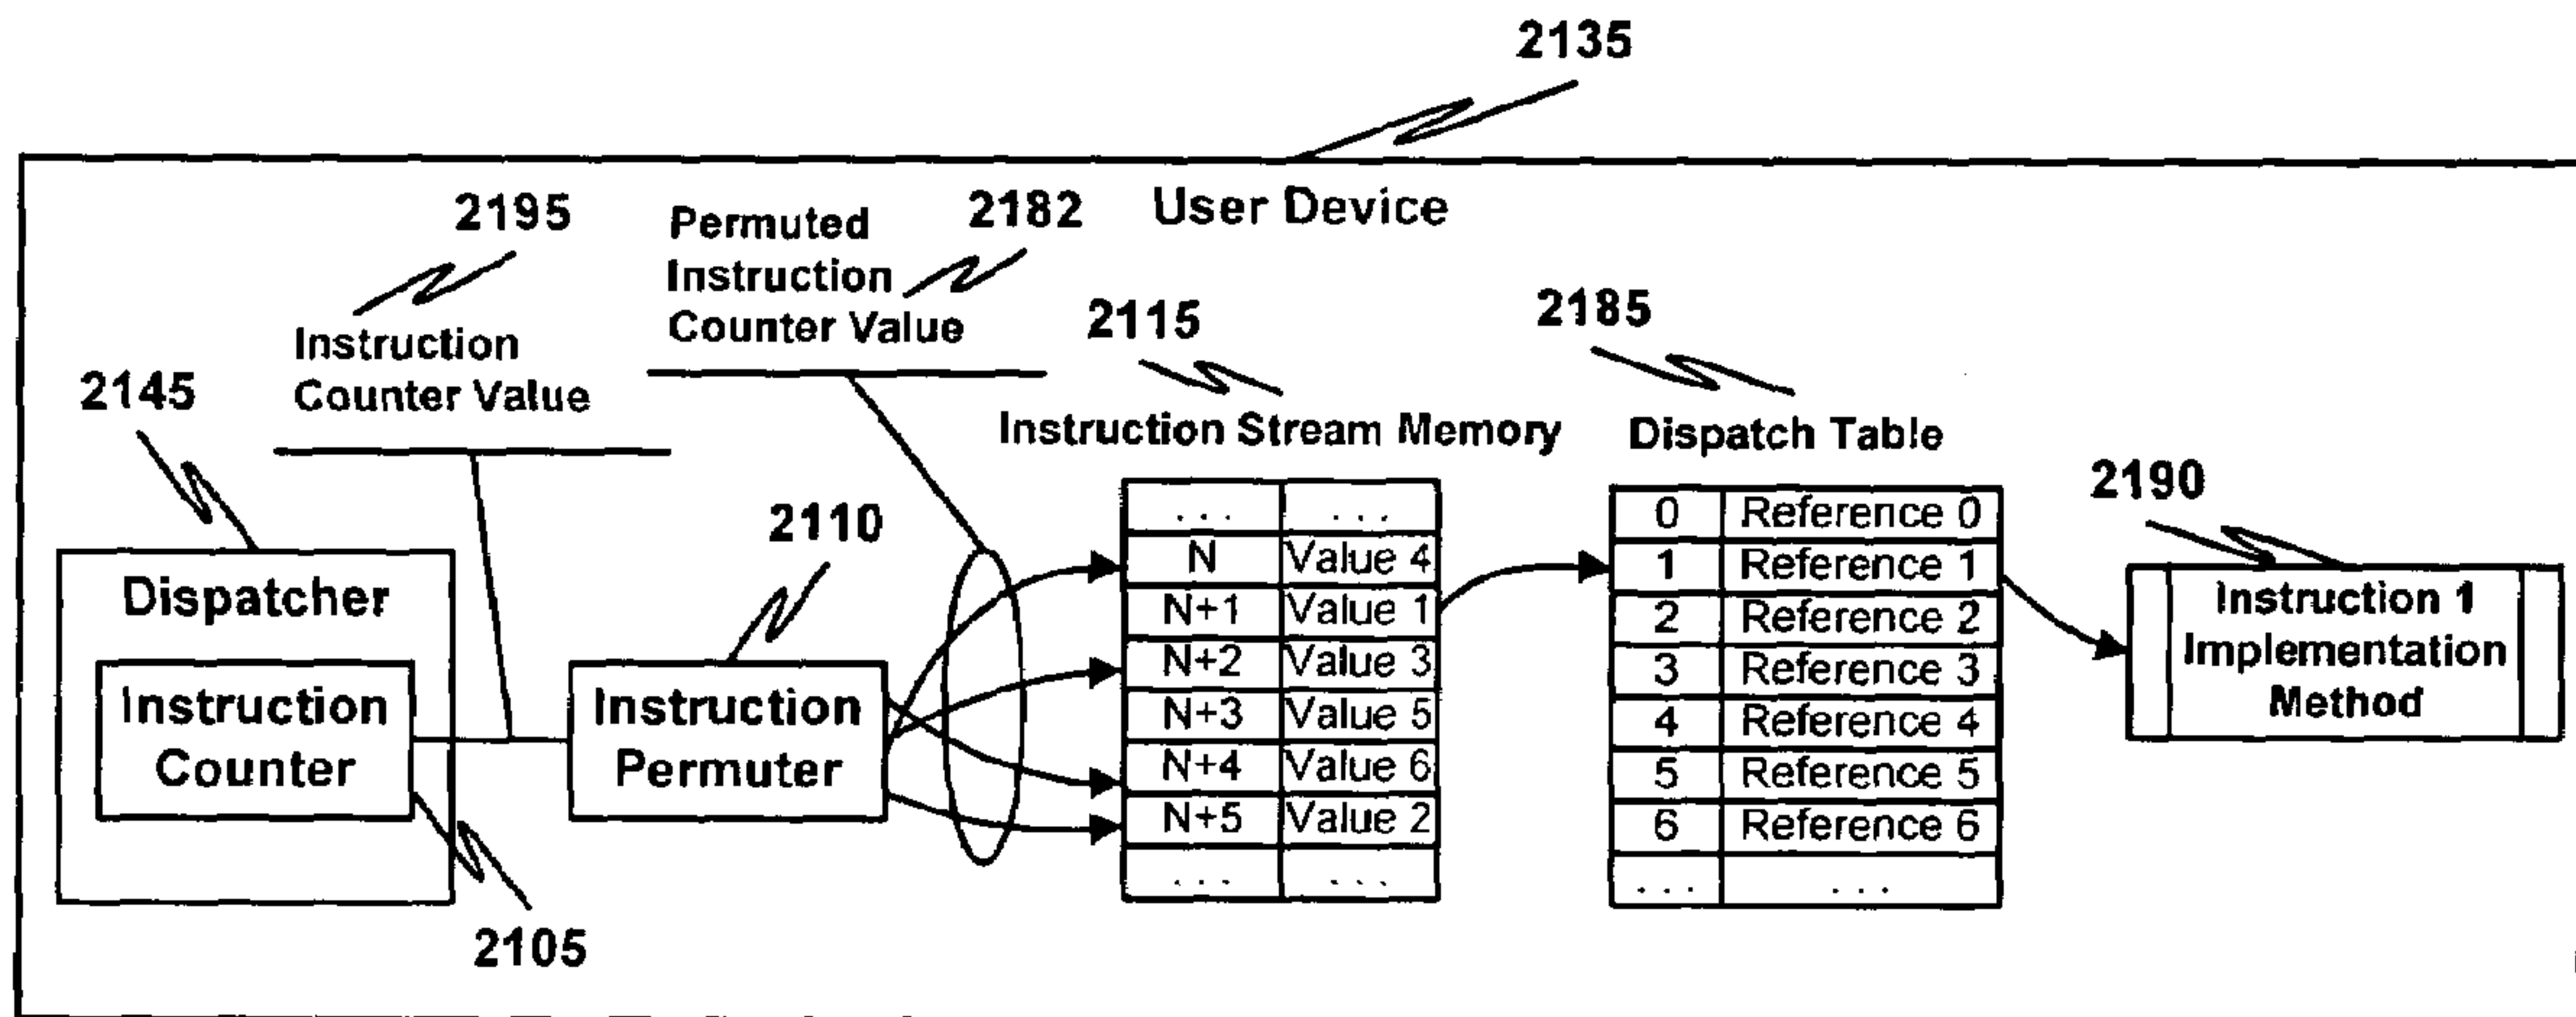 2135
User Device
2195
Permuted
Instruction
Counter Value
2182
Instruction
Counter Value
2115
2185
2145
Instruction Stream Memory
Dispatch Table
2110
2190
Dispatcher
Instruction
Counter
Instruction
Permuter
... ...
N Value 4
N+1 Value 1
N+2 Value 3
N+3 Value 5
N+4 Value 6
N+5 Value 2
... ...
0 Reference 0
1 Reference 1
2 Reference 2
3 Reference 3
4 Reference 4
5 Reference 5
6 Reference 6
... ...
Instruction 1
Implementation
Method
2105